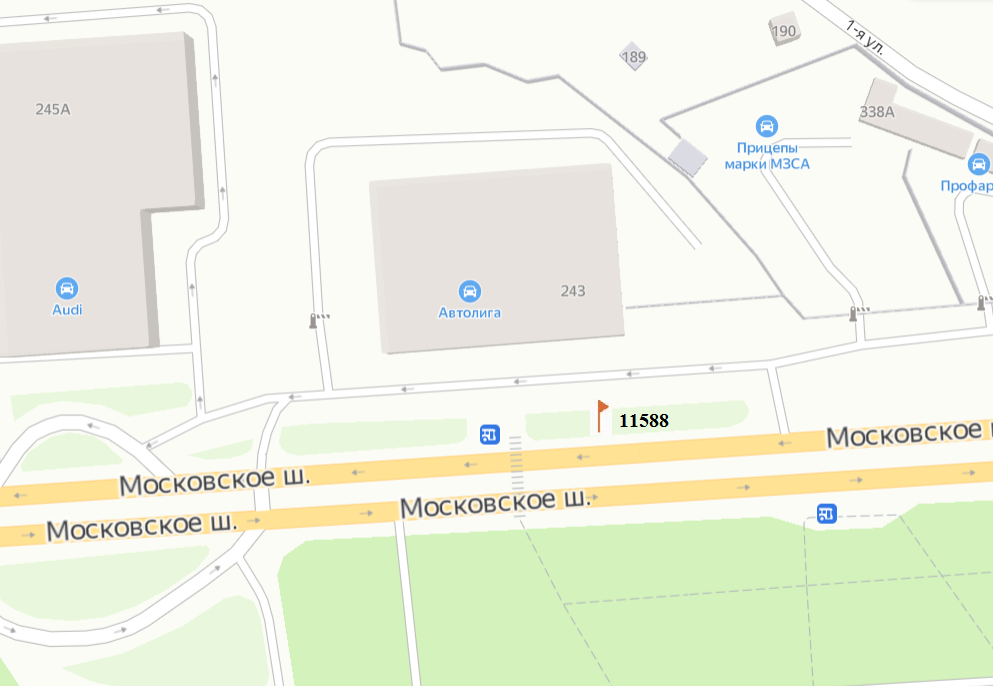 190
1-я ул.
189
245А
338А
Прицепы
марки МЗСА
Профар
Audi
243
Автолига
11588
Московское
Московское ш.
Московское ш.
Московское ш.